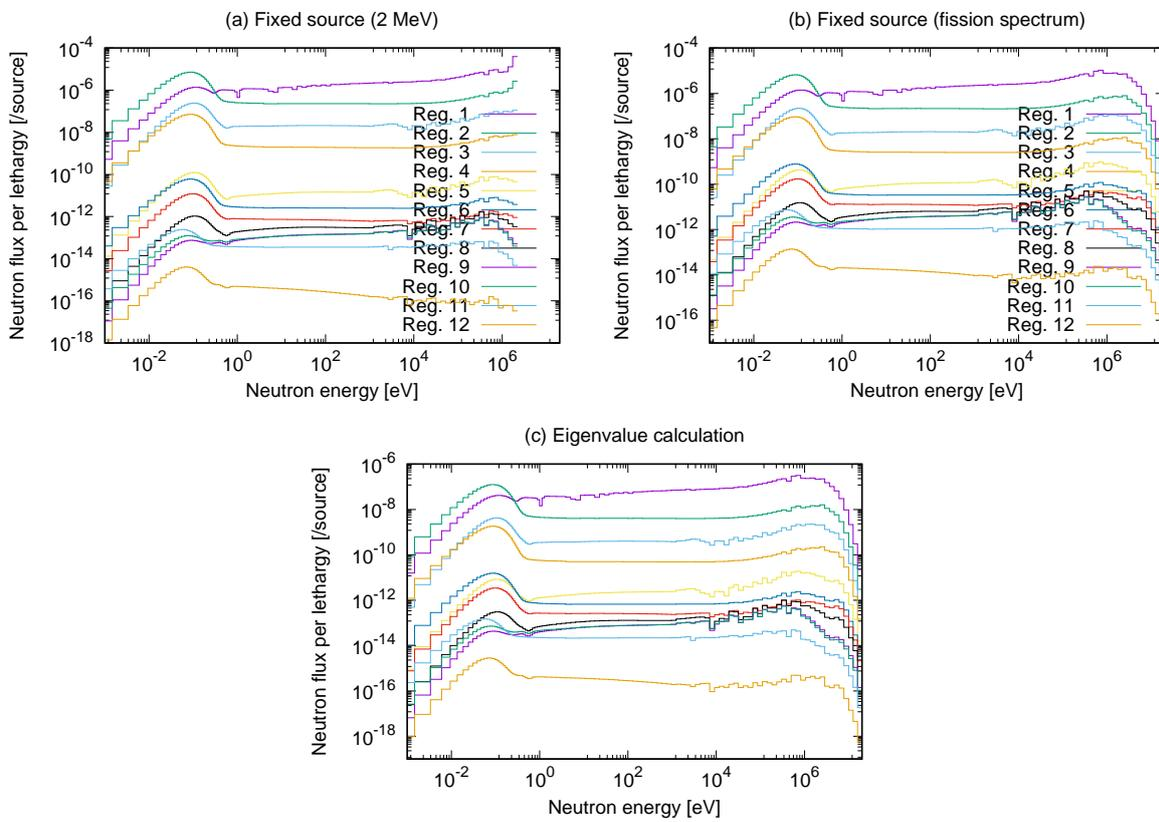 (a) Fixed source (2 MeV)
Neutron flux per lethargy [/source]
10^-4
10^-6
10^-8
10^-10
10^-12
10^-14
10^-16
10^-18
Reg. 1
Reg. 2
Reg. 3
Reg. 4
Reg. 5
Reg. 6
Reg. 7
Reg. 8
Reg. 9
Reg. 10
Reg. 11
Reg. 12
10^-2
10^0
10^2
10^4
10^6
Neutron energy [eV]
(b) Fixed source (fission spectrum)
Neutron flux per lethargy [/source]
10^-4
10^-6
10^-8
10^-10
10^-12
10^-14
10^-16
Reg. 1
Reg. 2
Reg. 3
Reg. 4
Reg. 5
Reg. 6
Reg. 7
Reg. 8
Reg. 9
Reg. 10
Reg. 11
Reg. 12
10^-2
10^0
10^2
10^4
10^6
Neutron energy [eV]
(c) Eigenvalue calculation
Neutron flux per lethargy [/source]
10^-6
10^-8
10^-10
10^-12
10^-14
10^-16
10^-18
10^-2
10^0
10^2
10^4
10^6
Neutron energy [eV]